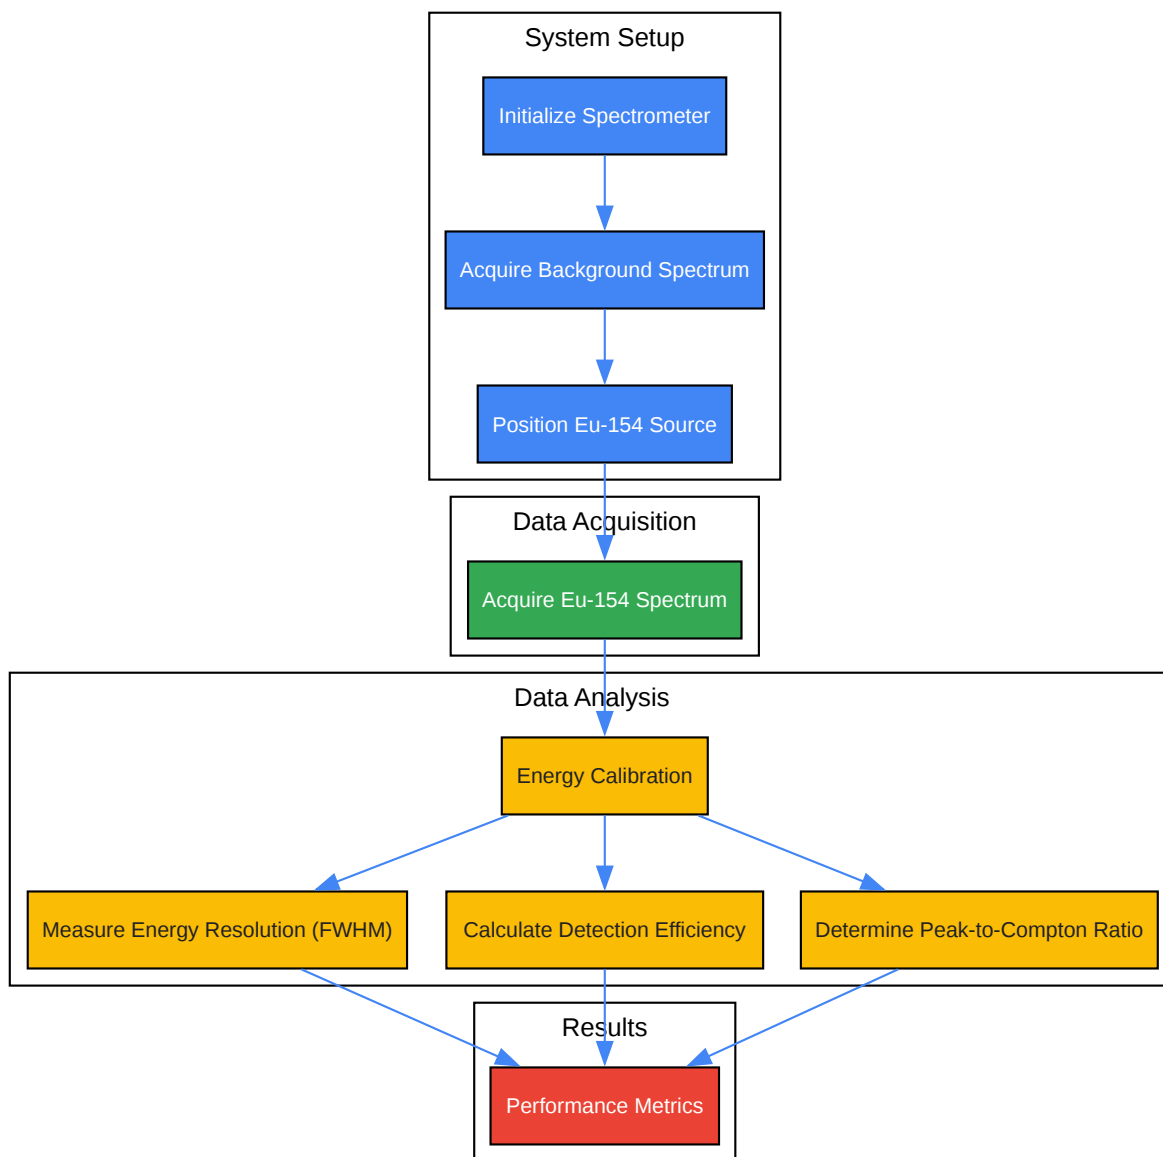 System Setup
Initialize Spectrometer
Acquire Background Spectrum
Position Eu-154 Source
Data Acquisition
Acquire Eu-154 Spectrum
Data Analysis
Energy Calibration
Measure Energy Resolution (FWHM)
Calculate Detection Efficiency
Determine Peak-to-Compton Ratio
Results
Performance Metrics